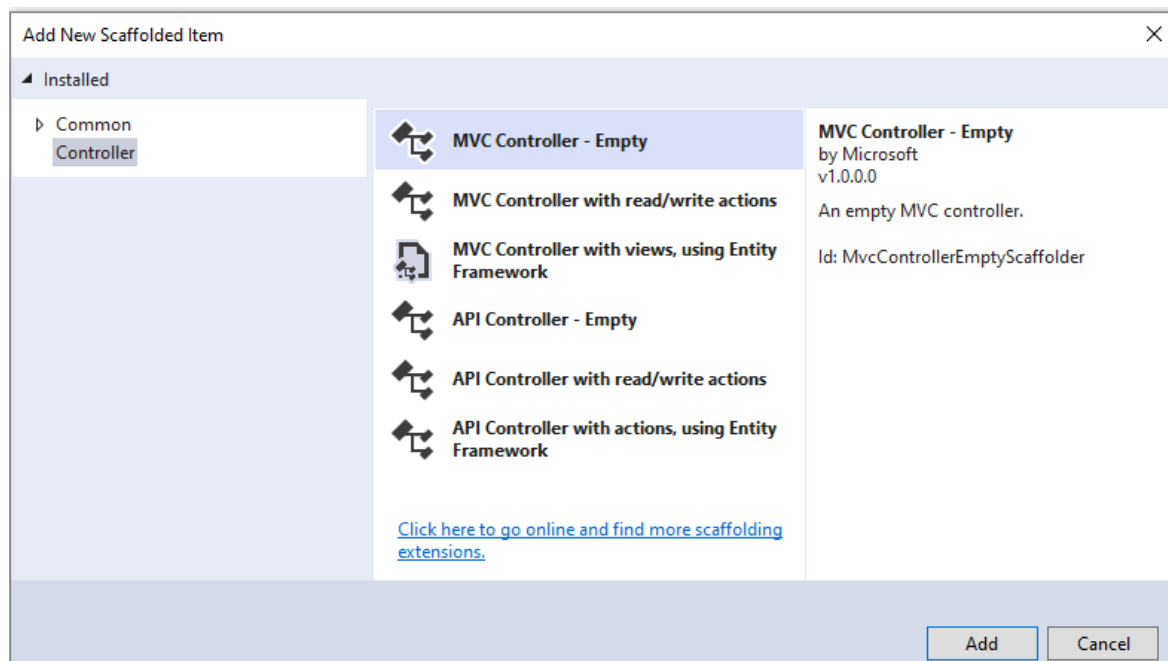 Add New Scaffolded Item
Installed
Common
Controller
MVC Controller - Empty
MVC Controller with read/write actions
MVC Controller with views, using Entity
Framework
API Controller - Empty
API Controller with read/write actions
API Controller with actions, using Entity
Framework
Click here to go online and find more scaffolding
extensions.
MVC Controller - Empty
by Microsoft
v1.0.0.0
An empty MVC controller.
Id: MvcControllerEmptyScaffolder
Add
Cancel